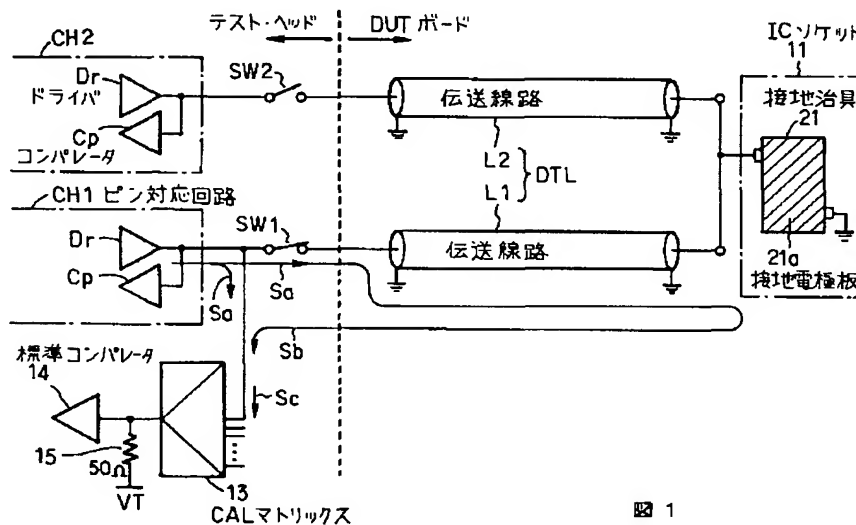 テスト・ヘッド
DUT ボード
CH2
Dr
ドライバ
Cp
コンパレータ
SW2
伝送線路
ICソケット
11
接地治具
21
L2
L1
DTL
CH1 ピン対応回路
Dr
Cp
SW1
Sa
Sa
伝送線路
21a
接地電極板
Sb
Sc
標準コンパレータ
14
15
50Ω
VT
13
CALマトリックス
図 1